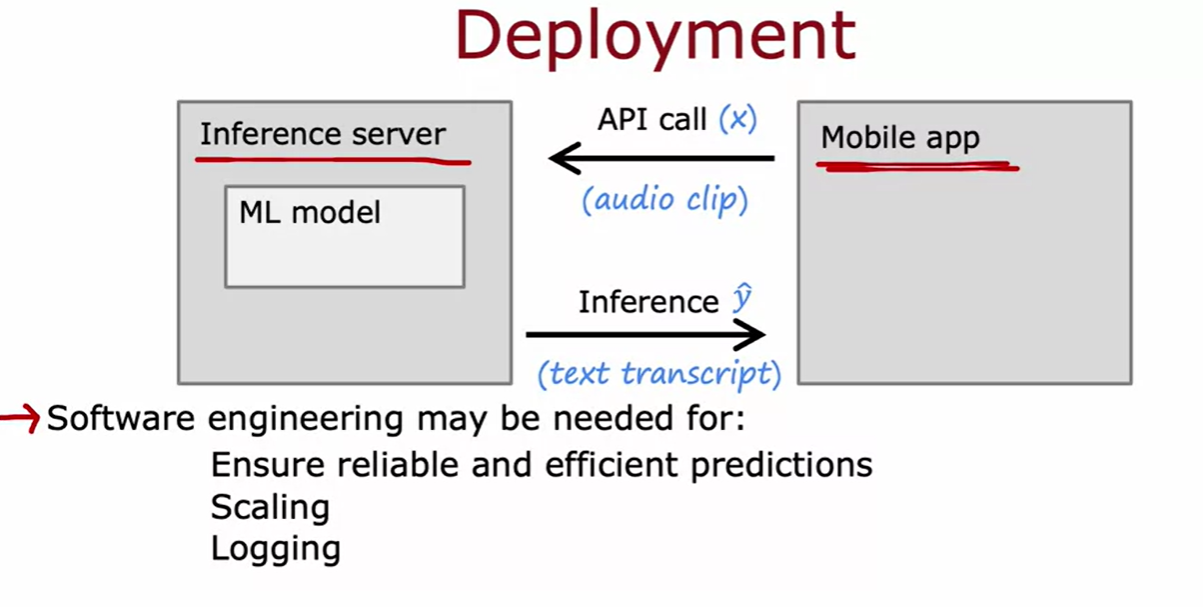 Deployment
Inference server
ML model
API call (x)
(audio clip)
Inference ŷ
(text transcript)
Mobile app
Software engineering may be needed for:
Ensure reliable and efficient predictions
Scaling
Logging